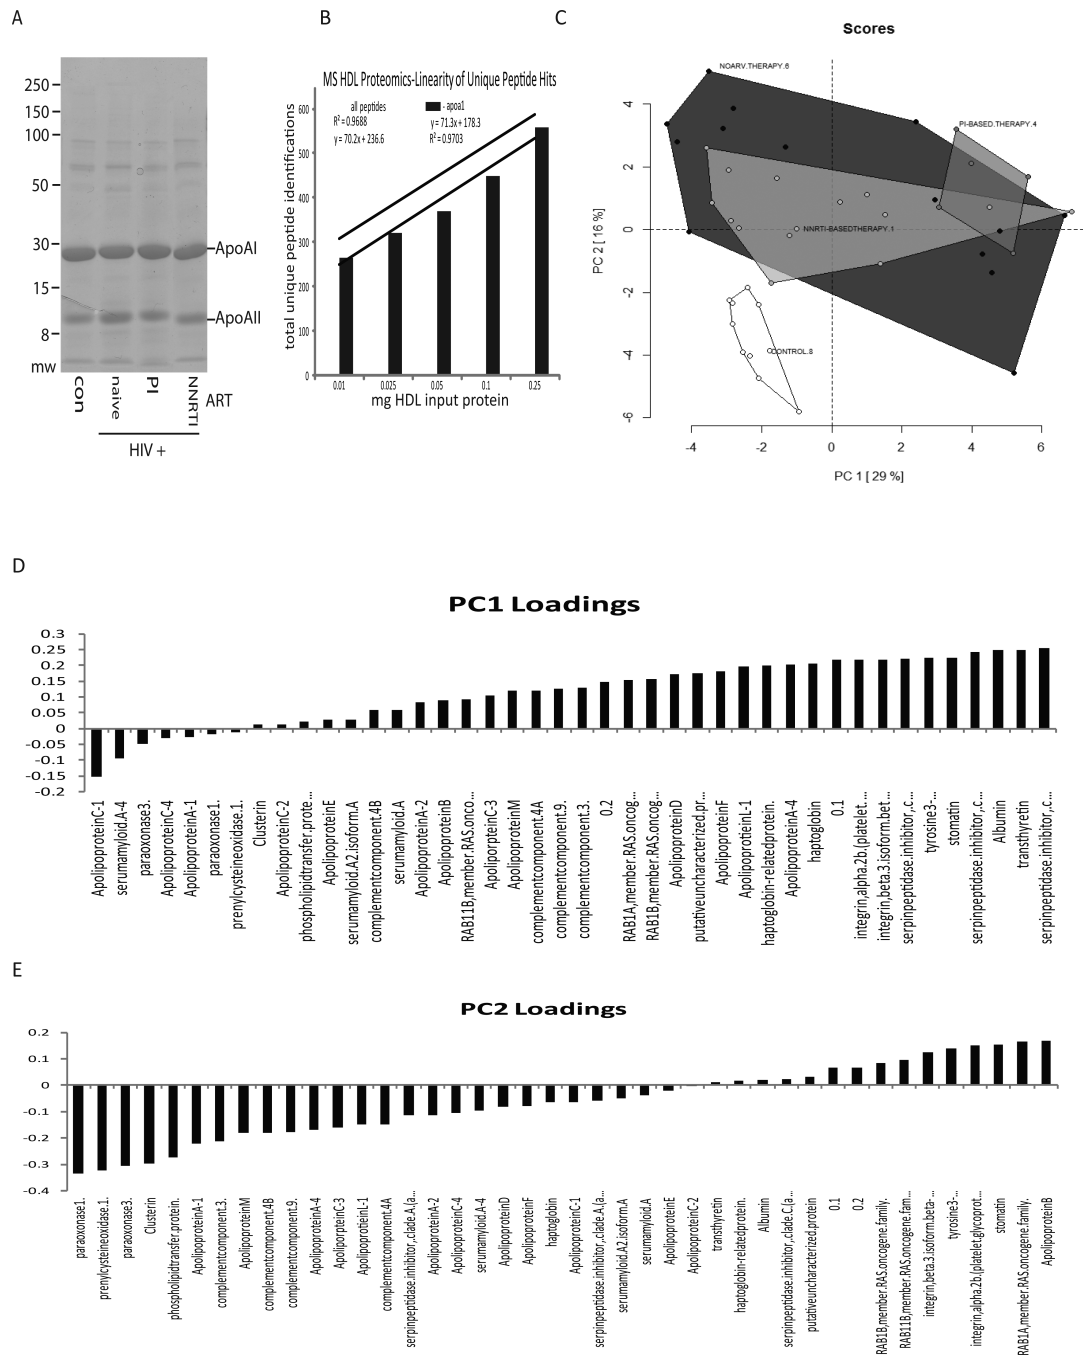 A
250
150
100
50
30
15
8
mw
ApoAI
ApoAII
con
naive
PI
NNRTI
ART
HIV +
B
MS HDL Proteomics-Linearity of Unique Peptide Hits
all peptides
R² = 0.9688
y = 70.2x + 236.6
- apoa1
y = 71.3x + 178.3
R² = 0.9703
total unique peptide identifications
600
500
400
300
200
100
0
0.01
0.025
0.05
0.1
0.25
mg HDL input protein
C
Scores
NOARV.THERAPY.6
PI-BASED.THERAPY.4
NNRTI-BASEDTHERAPY.1
CONTROL.8
PC 2 [ 16 % ]
4
2
0
-2
-4
-6
-4
-2
0
2
4
6
PC 1 [ 29 % ]
D
PC1 Loadings
0.3
0.25
0.2
0.15
0.1
0.05
0
-0.05
-0.1
-0.15
-0.2
ApolipoproteinC-1
serumamyloid.A-4
paraoxonase3.
ApolipoproteinC-4
ApolipoproteinA-1
paraoxonase1.
prenylcysteineoxidase.1.
Clusterin
ApolipoproteinC-2
phospholipidtransfer.prote...
ApolipoproteinE
serumamyloid.A2.isoform.A
complementcomponent.4B
serumamyloid.A
ApolipoproteinA-2
ApolipoproteinB
RAB11B,member.RAS.onco...
ApoliporpteinC-3
ApolipoproteinM
complementcomponent.4A
complementcomponent.9.
complementcomponent.3.
0.2
RAB1A,member.RAS.oncog...
RAB1B,member.RAS.oncog...
ApolipoproteinD
putativeuncharacterized.pr...
ApolipoproteinF
ApolipoptieinL-1
haptoglobin-relatedprotein.
ApolipoproteinA-4
haptoglobin
0.1
integrin,alpha.2b.(platelet....
integrin,beta.3.isoform.bet...
serpinpeptidase.inhibitor,.c...
tyrosine3-...
stomatin
serpinpeptidase.inhibitor,.c...
Albumin
transthyretin
serpinpeptidase.inhibitor,.c...
E
PC2 Loadings
0.2
0.1
0
-0.1
-0.2
-0.3
-0.4
paraoxonase1.
prenylcysteineoxidase.1.
paraoxonase3.
Clusterin
phospholipidtransfer.protein.
ApolipoproteinA-1
complementcomponent.3.
ApolipoproteinM
complementcomponent.4B
complementcomponent.9.
ApolipoproteinA-4
ApoliporpteinC-3
ApolipoptieinL-1
complementcomponent.4A
serpinpeptidase.inhibitor,.clade.A.(a...
ApolipoproteinA-2
ApolipoproteinC-4
serumamyloid.A-4
ApolipoproteinD
ApolipoproteinF
haptoglobin
ApolipoproteinC-1
serpinpeptidase.inhibitor,.clade.A.(a...
serumamyloid.A2.isoform.A
serumamyloid.A
ApolipoproteinE
ApolipoproteinC-2
transthyretin
haptoglobin-relatedprotein.
Albumin
serpinpeptidase.inhibitor,.clade.C.(a...
putativeuncharacterized.protein
0.1
0.2
RAB1B,member.RAS.oncogene.family.
RAB11B,member.RAS.oncogene.fam...
integrin,beta.3.isoform.beta-...
tyrosine3-...
integrin,alpha.2b.(platelet.glycoprot...
stomatin
RAB1A,member.RAS.oncogene.family.
ApolipoproteinB